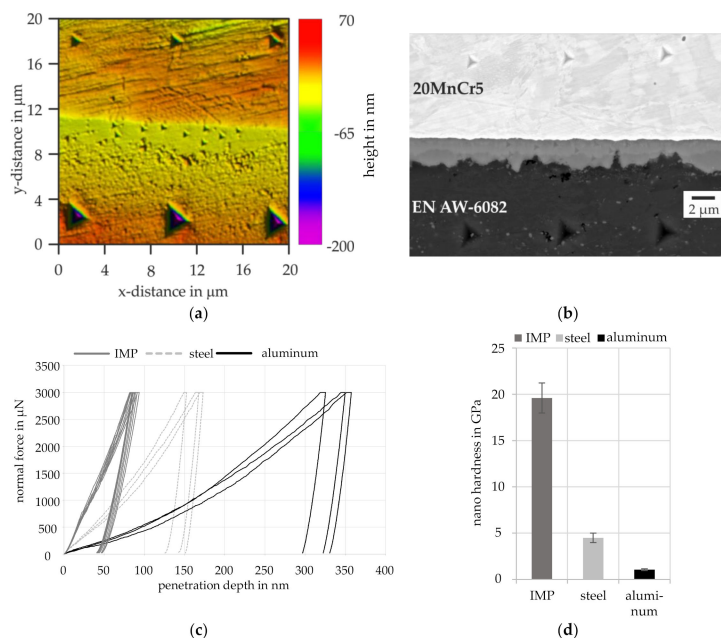 20
16
12
8
4
0
y-distance in µm
0 4 8 12 16 20
x-distance in µm
70
-65
-200
height in nm
(a)
20MnCr5
EN AW-6082
2 µm
(b)
IMP steel aluminum
3500
3000
2500
2000
1500
1000
500
0
normal force in µN
0 50 100 150 200 250 300 350 400
penetration depth in nm
(c)
IMP steel aluminum
25
20
15
10
5
0
nano hardness in GPa
IMP steel alumi-
num
(d)